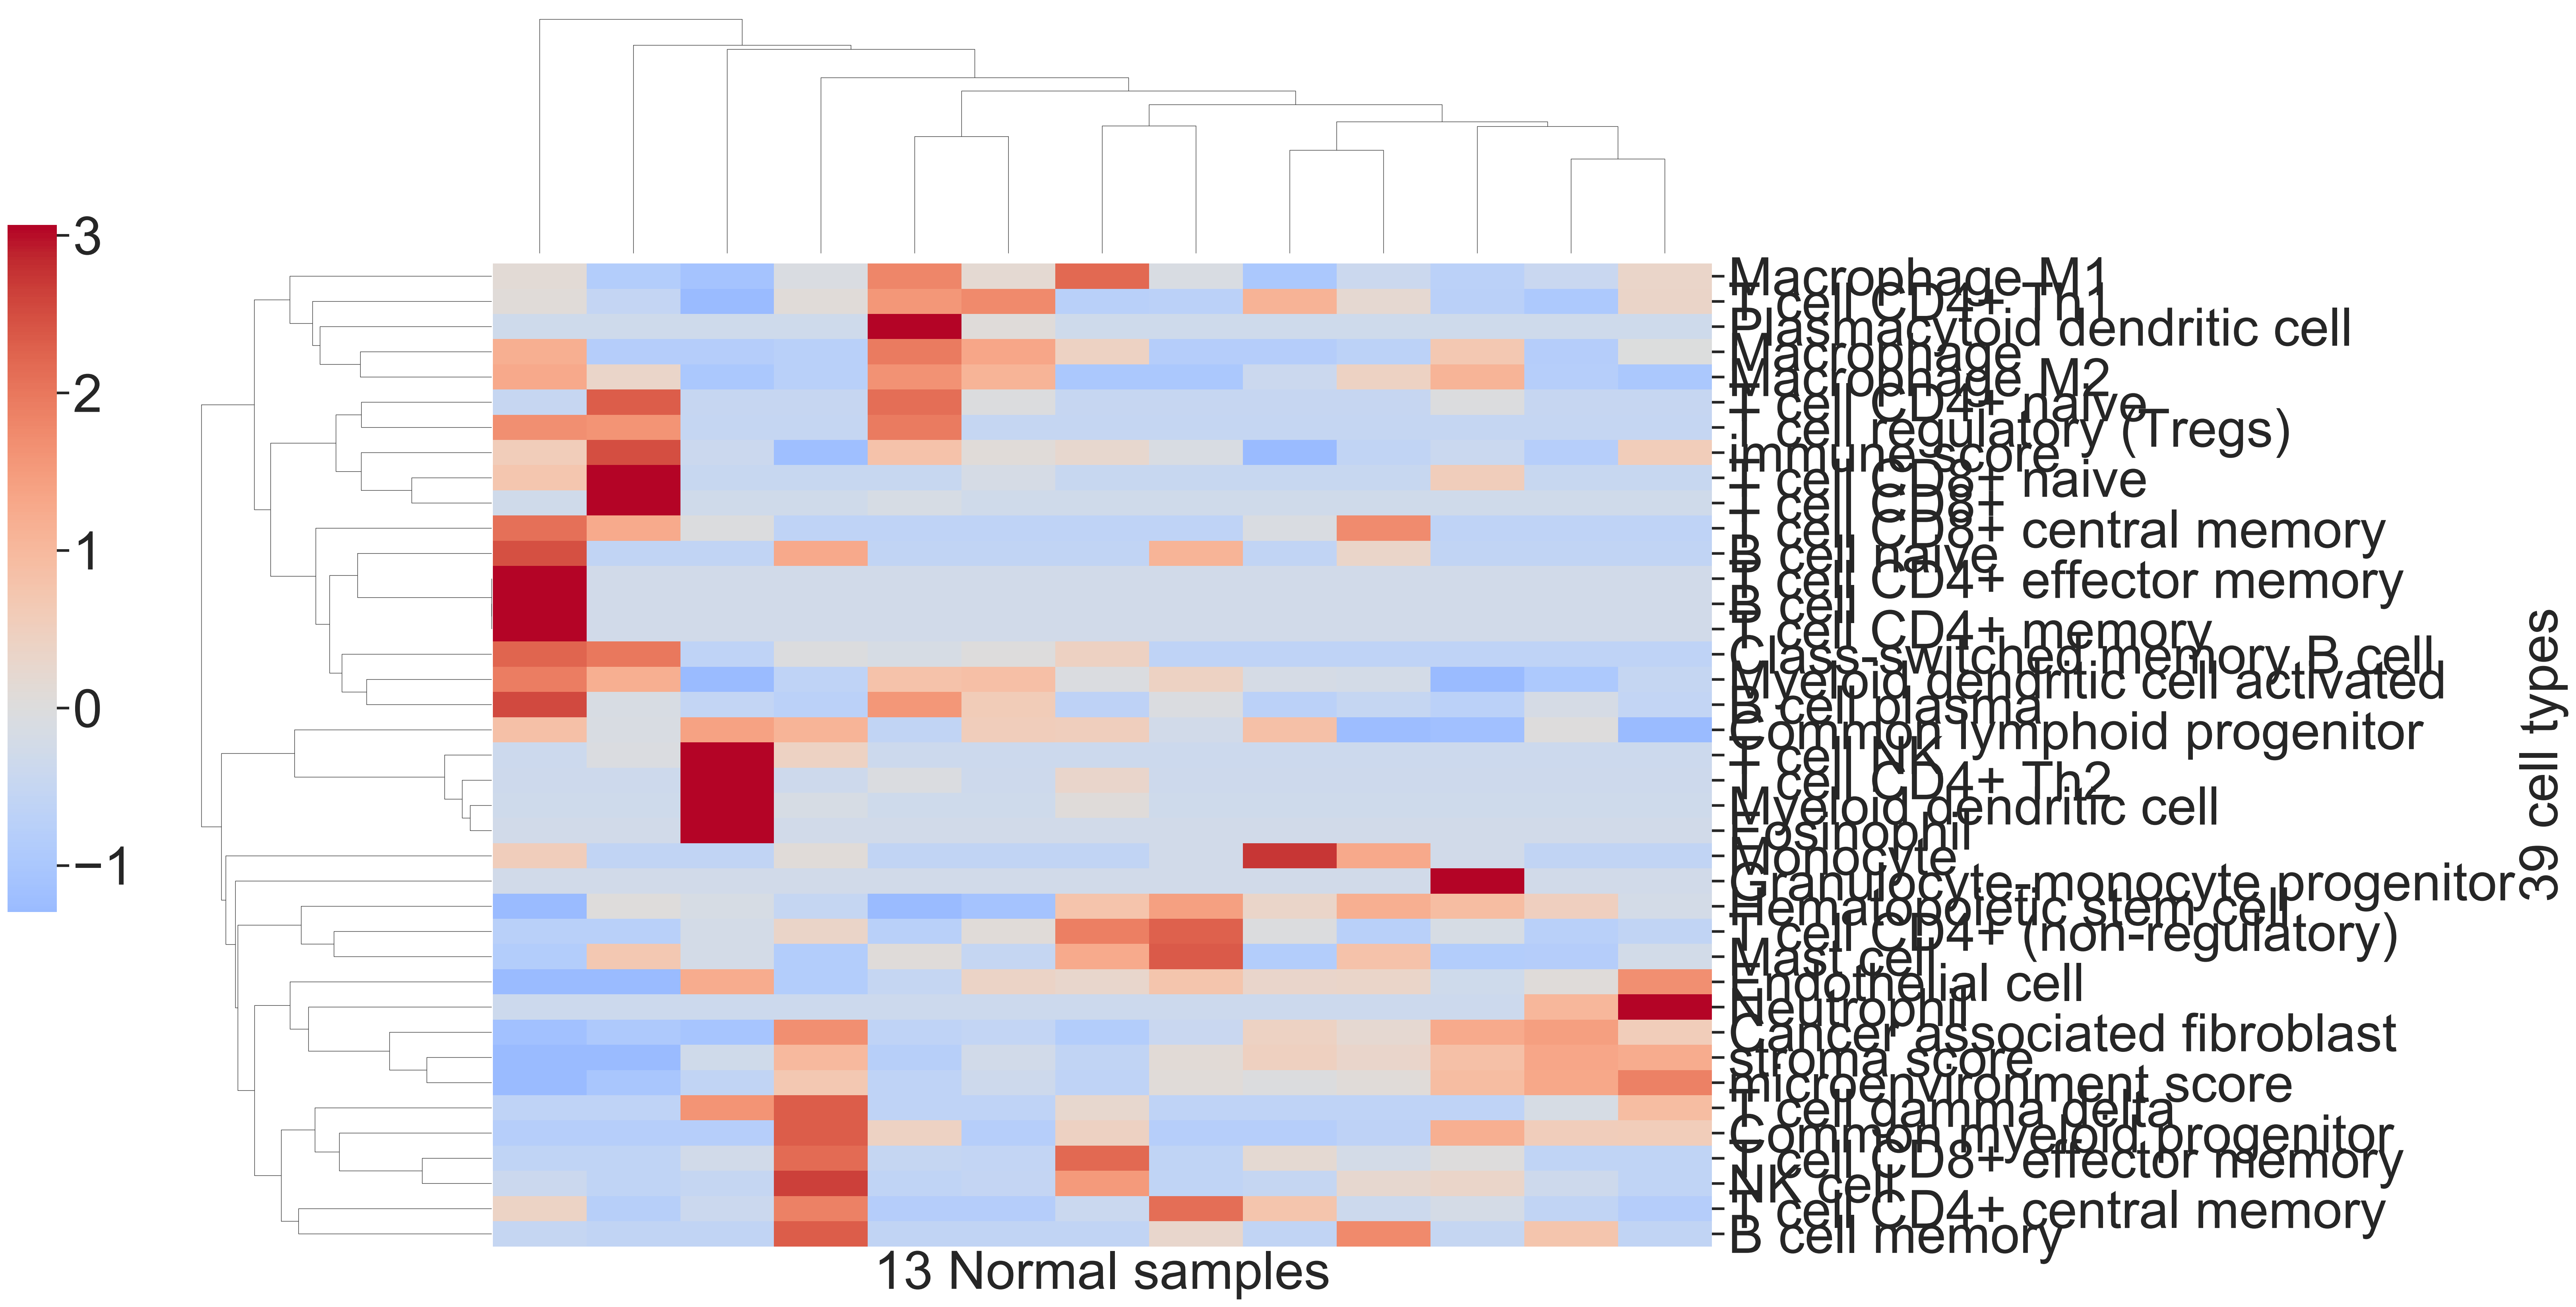 3
2
1
0
−1
Macrophage M1
T cell CD4+ Th1
Plasmacytoid dendritic cell
Macrophage
Macrophage M2
T cell CD4+ naive
T cell regulatory (Tregs)
immune score
T cell CD8+ naive
T cell CD8+
T cell CD8+ central memory
B cell naive
T cell CD4+ effector memory
B cell
T cell CD4+ memory
Class-switched memory B cell
Myeloid dendritic cell activated
B cell plasma
Common lymphoid progenitor
T cell NK
T cell CD4+ Th2
Myeloid dendritic cell
Eosinophil
Monocyte
Granulocyte-monocyte progenitor
Hematopoietic stem cell
T cell CD4+ (non-regulatory)
Mast cell
Endothelial cell
Neutrophil
Cancer associated fibroblast
stroma score
microenvironment score
T cell gamma delta
Common myeloid progenitor
T cell CD8+ effector memory
NK cell
T cell CD4+ central memory
B cell memory
39 cell types
13 Normal samples